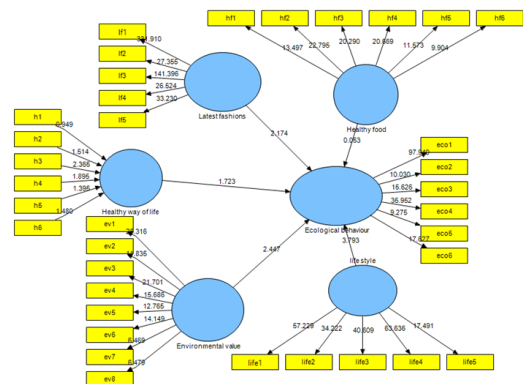 hf1
hf2
hf3
hf4
hf5
hf6
13.497
22.795
20.290
11.573
9.904
Healthy food
0.053
lf1
lf2
lf3
lf4
lf5
27.355
141.396
26.524
33.230
Latest fashions
2.174
h1
h2
h3
h4
h5
h6
0.949
1.514
2.366
1.896
1.395
1.480
Healthy way of life
1.723
eco1
eco2
eco3
eco4
eco5
eco6
10.030
15.626
9.275
17.627
Ecological behaviour
3.793
ev1
ev2
ev3
ev4
ev5
ev6
ev7
ev8
21.701
15.686
12.765
14.149
Environmental value
2.447
life style
57.229
34.222
40.609
63.636
17.491
life1
life2
life3
life4
life5